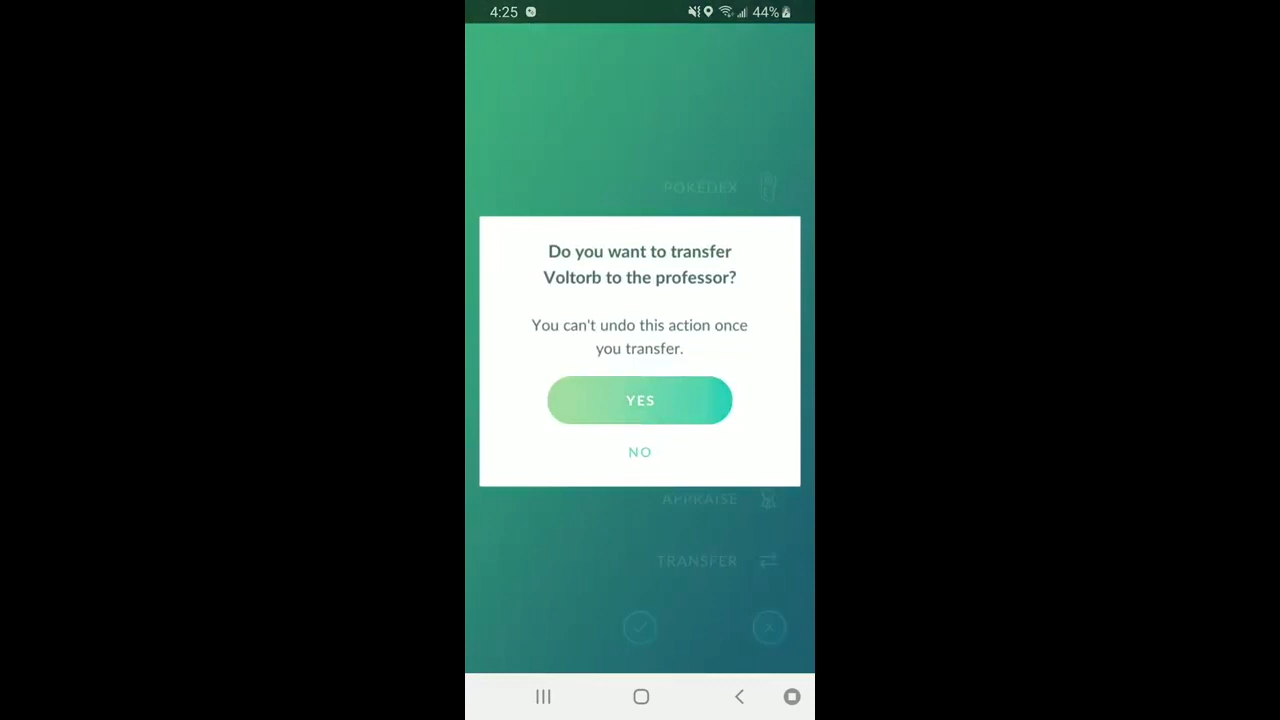 4:25
44%
POKÉDEX
Do you want to transfer
Voltorb to the professor?
You can't undo this action once
you transfer.
YES
NO
APPRAISE
TRANSFER